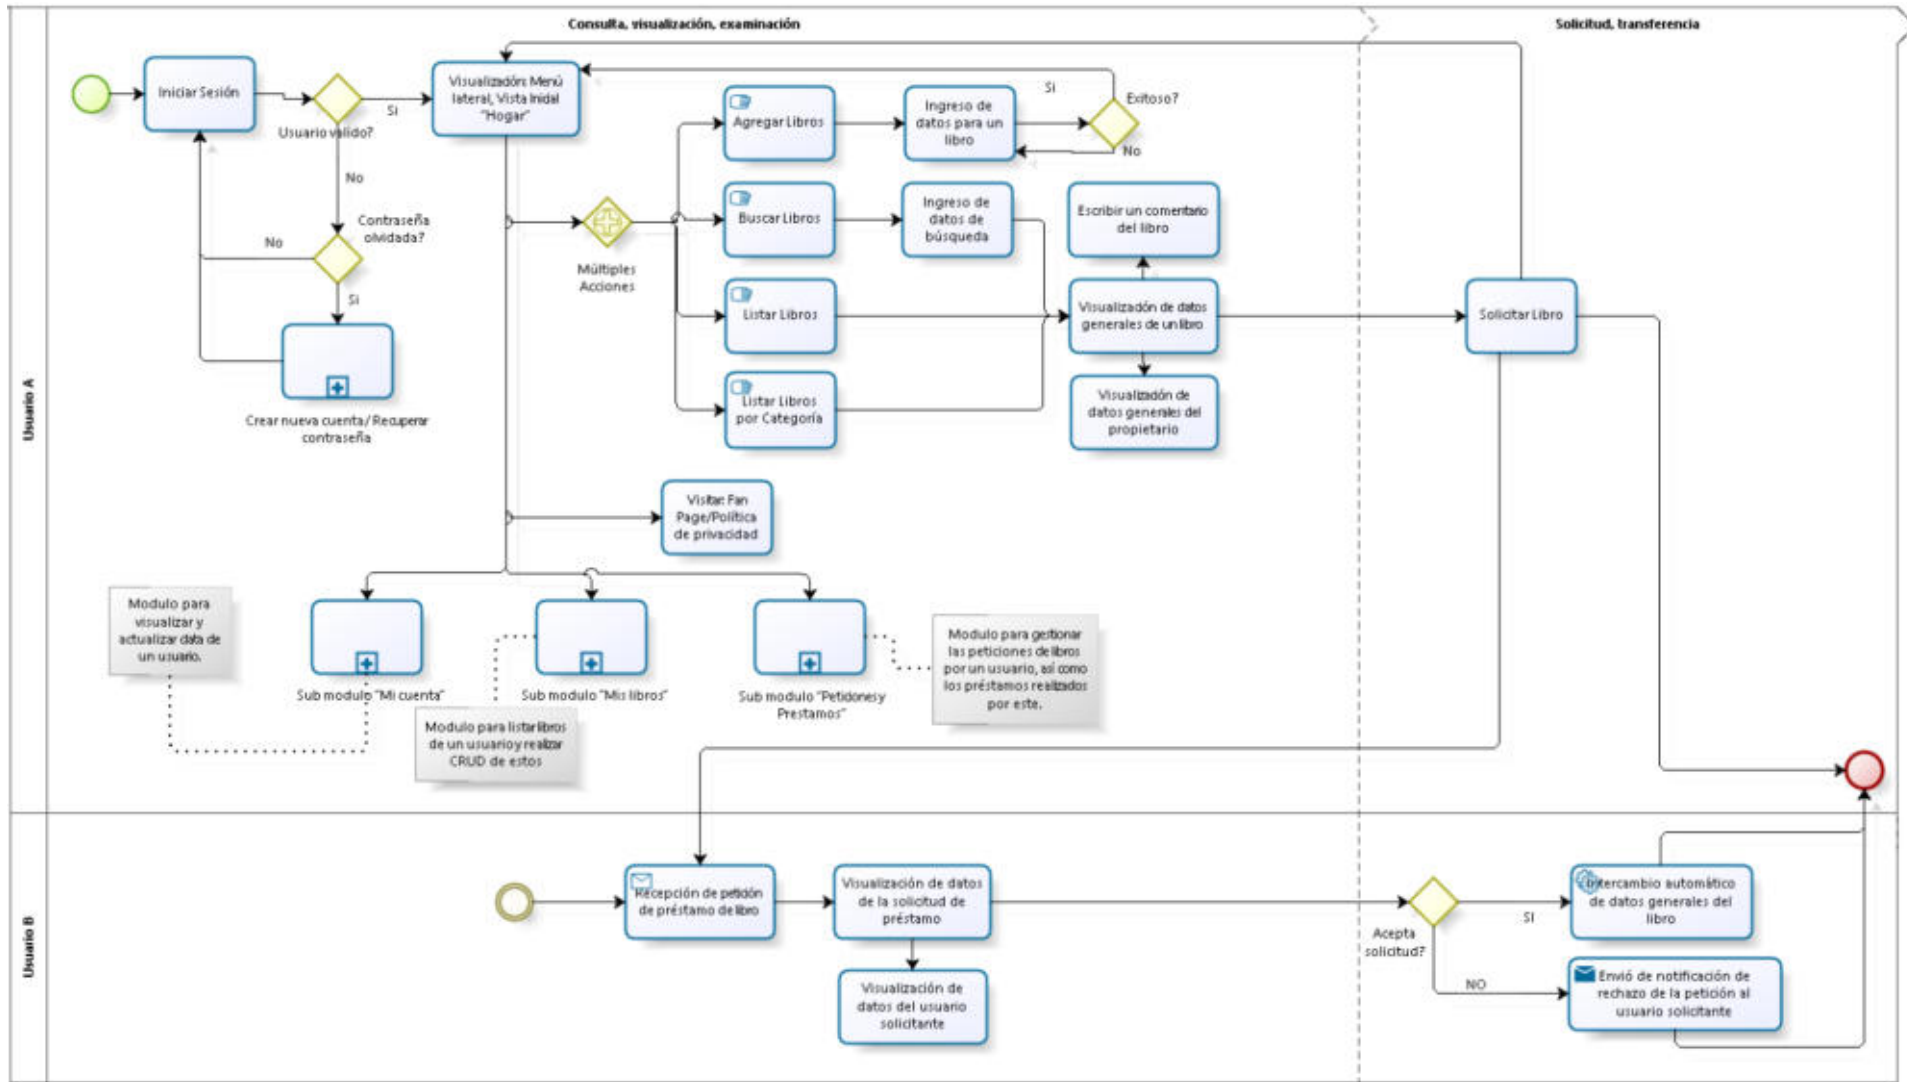 Consulta, visualización, examinación
Solicitud, transferencia
Usuario A
Iniciar Sesión
Usuario valido?
Si
No
Contraseña
olvidada?
No
Si
Crear nueva cuenta/ Recuperar
contraseña
Visualización: Menú
lateral, Vista Inicial
"Hogar"
Múltiples
Acciones
Agregar Libros
Ingreso de
datos para un
libro
Si
Exitoso?
No
Buscar Libros
Ingreso de
datos de
búsqueda
Listar Libros
Listar Libros
por Categoría
Escribir un comentario
del libro
Visualización de datos
generales de un libro
Visualización de
datos generales del
propietario
Solicitar Libro
Visitar: Fan
Page/Política
de privacidad
Modulo para
visualizar y
actualizar data de
un usuario.
Sub modulo "Mi cuenta"
Sub modulo "Mis libros"
Modulo para listar libros
de un usuario y realizar
CRUD de estos
Sub modulo "Peticiones y
Prestamos"
Modulo para gestionar
las peticiones de libros
por un usuario, así como
los préstamos realizados
por este.
Usuario B
Recepción de petición
de préstamo de libro
Visualización de datos
de la solicitud de
préstamo
Visualización de
datos del usuario
solicitante
Acepta
solicitud?
SI
NO
Intercambio automático
de datos generales del
libro
Envió de notificación de
rechazo de la petición al
usuario solicitante